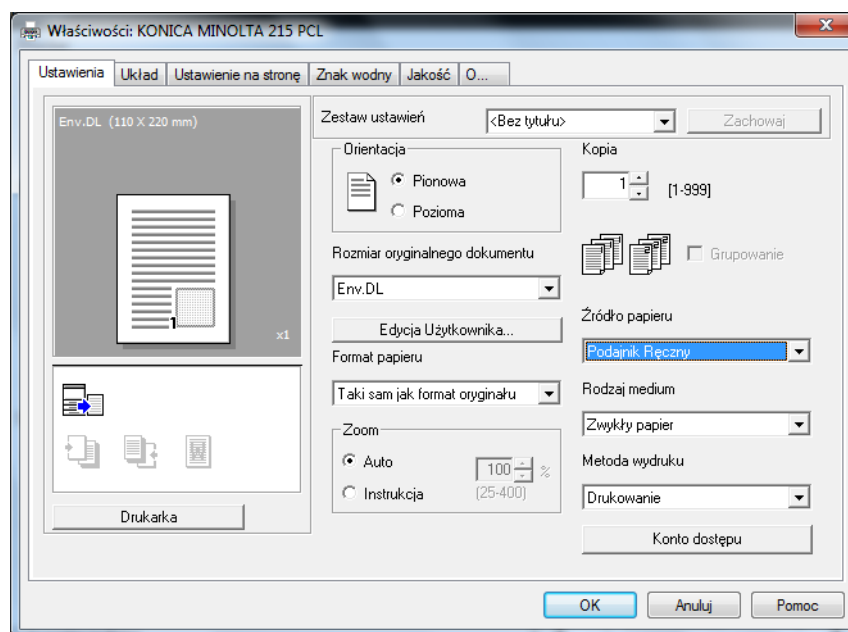 Właściwości: KONICA MINOLTA 215 PCL
Ustawienia Układ Ustawienie na stronę Znak wodny Jakość O...
Env.DL (110 X 220 mm)
1
x1
Drukarka
Zestaw ustawień <Bez tytułu> Zachowaj
Orientacja
Pionowa
Pozioma
Rozmiar oryginalnego dokumentu
Env.DL
Edycja Użytkownika...
Format papieru
Taki sam jak format oryginału
Zoom
Auto
Instrukcja
100 %
(25-400)
Kopia
1 [1-999]
Grupowanie
Źródło papieru
Podajnik Ręczny
Rodzaj medium
Zwykły papier
Metoda wydruku
Drukowanie
Konto dostępu
OK Anuluj Pomoc